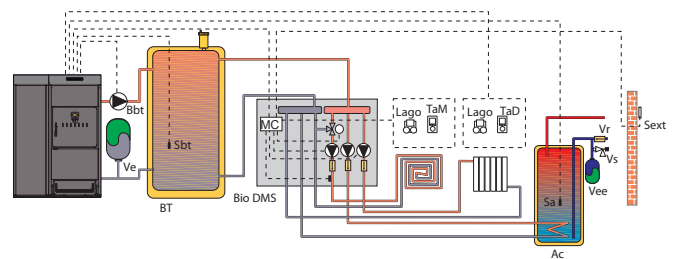 Bbt
Ve
Sbt
BT
Bio DMS
MC
Lago TaM
Lago TaD
Vr
Vs
Vee
Sext
Sa
Ac